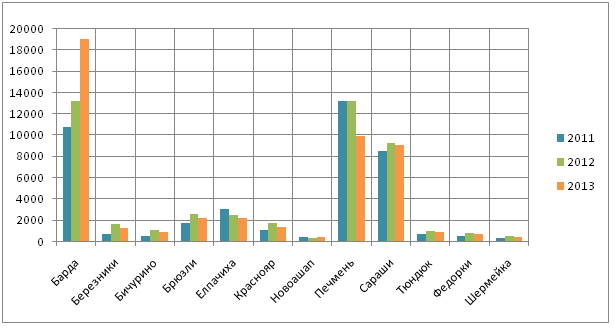 20000
18000
16000
14000
12000
10000
8000
6000
4000
2000
0
Барда
Березники
Бичурино
Брюзли
Елпачиха
Краснояр
Новоашап
Печмень
Сараши
Тюндюк
Федорки
Шермейка
2011
2012
2013